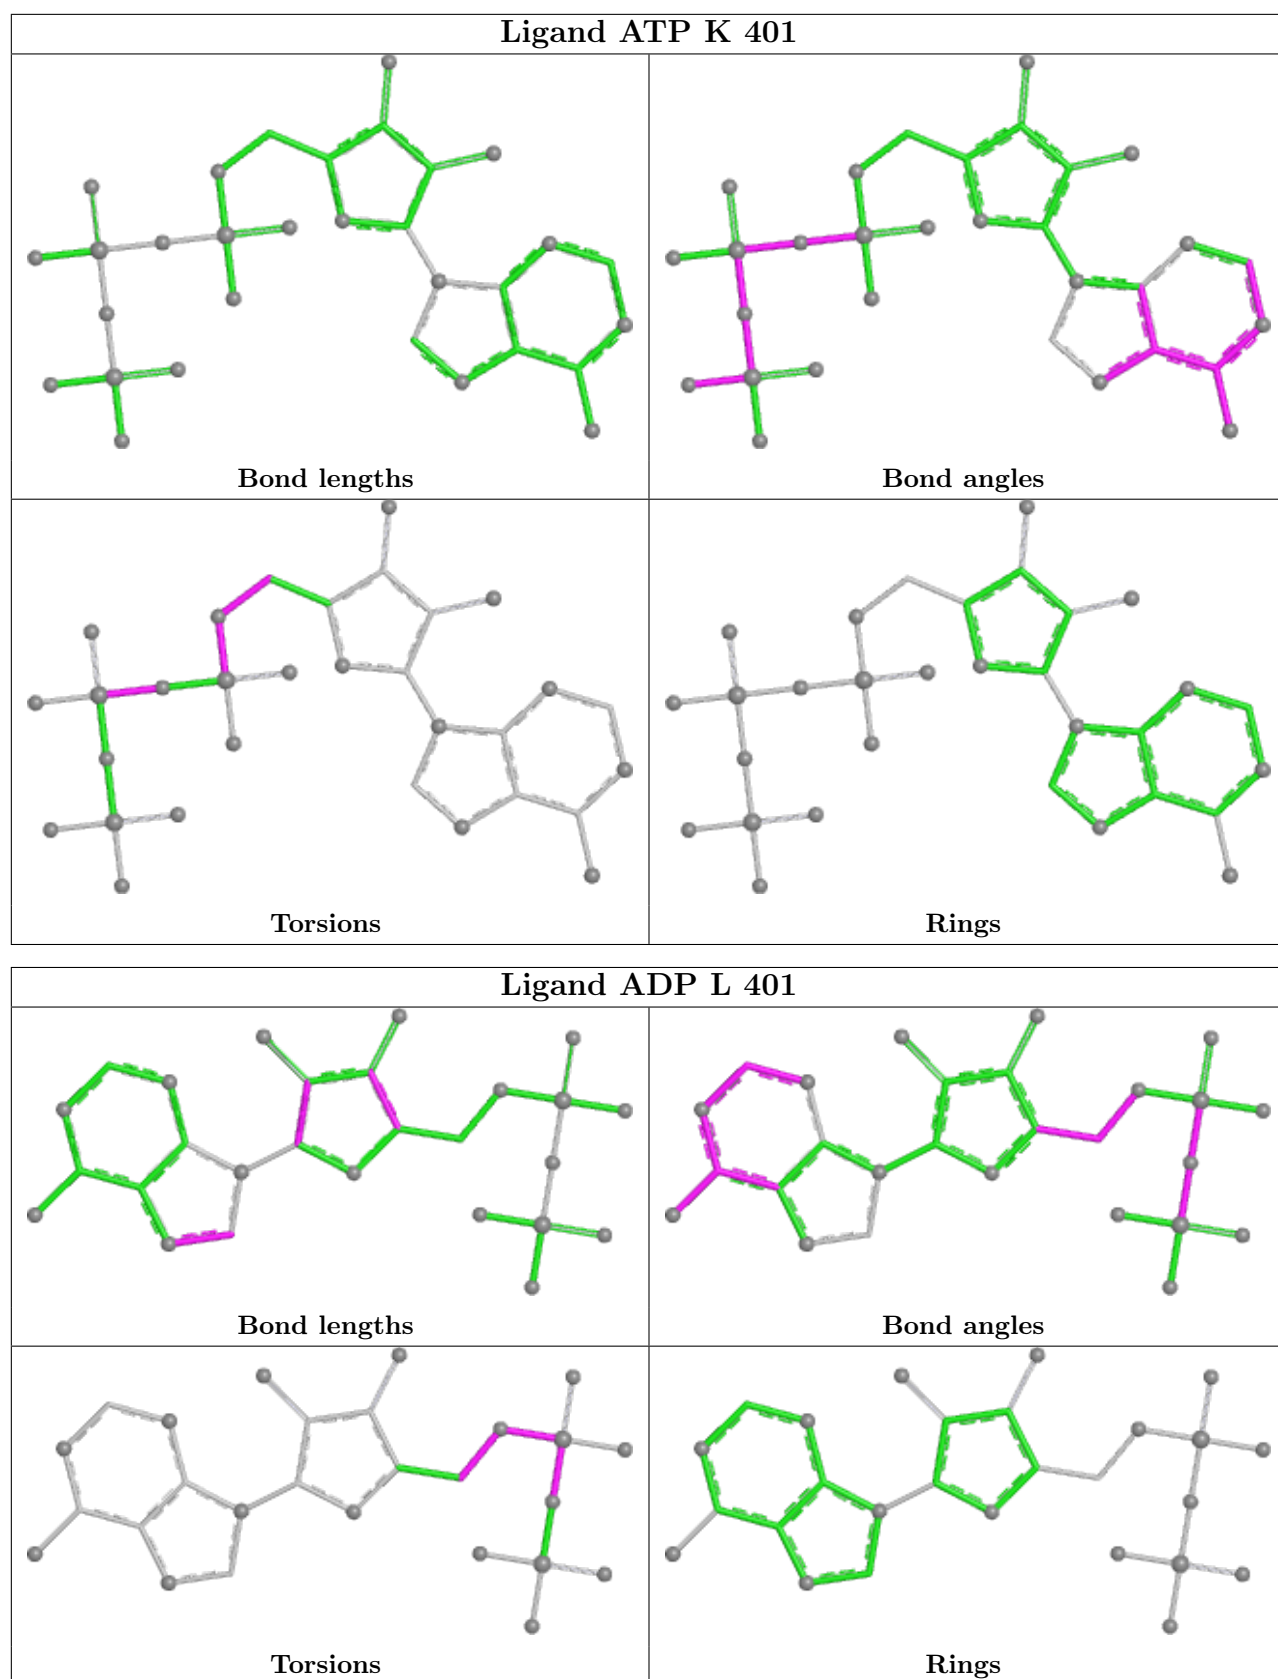 Ligand ATP K 401
Bond lengths
Bond angles
Torsions
Rings
Ligand ADP L 401
Bond lengths
Bond angles
Torsions
Rings